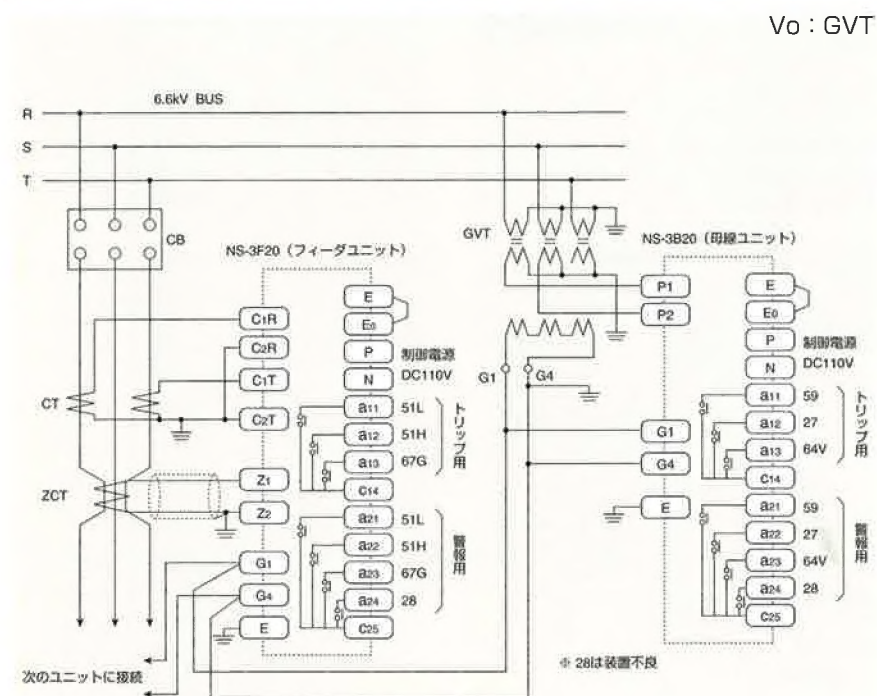 Vo：GVT
6.6kV BUS
R
S
T
CB
GVT
NS-3F20（フィーダユニット）
NS-3B20（母線ユニット）
E
E0
P
N
制御電源
DC110V
C1R
C2R
C1T
C2T
CT
a11 51L
a12 51H
a13 67G
C14
トリップ用
ZCT
Z1
Z2
a21 51L
a22 51H
a23 67G
a24 28
C25
警報用
G1
G4
E
次のユニットに接続
G1
G4
P1
P2
E
E0
P
N
制御電源
DC110V
a11 59
a12 27
a13 64V
C14
トリップ用
G1
G4
E
a21 59
a22 27
a23 64V
a24 28
C25
警報用
※ 28は装置不良